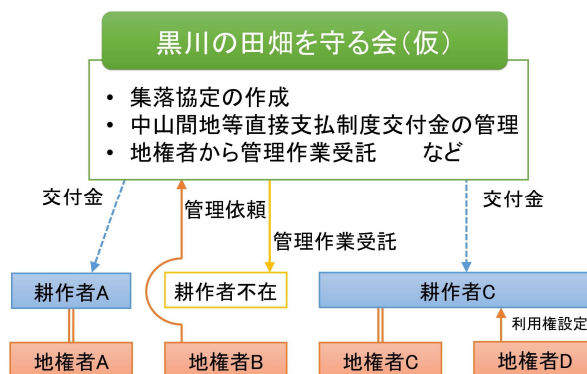 黒川の田畑を守る会(仮)
• 集落協定の作成
• 中山間地等直接支払制度交付金の管理
• 地権者から管理作業受託　　など
交付金
管理依頼
交付金
管理作業受託
耕作者A
耕作者不在
耕作者C
利用権設定
地権者A
地権者B
地権者C
地権者D